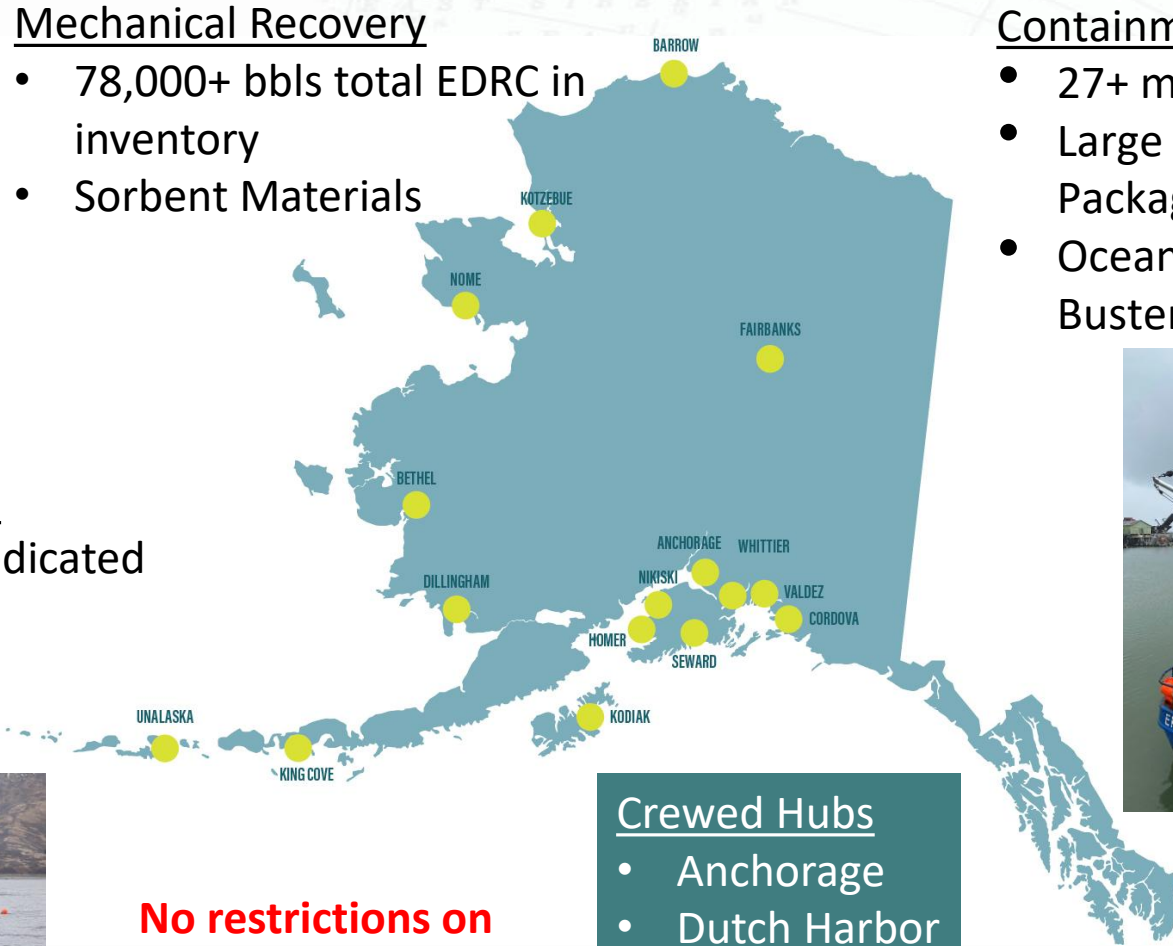 Mechanical Recovery
• 78,000+ bbls total EDRC in
inventory
• Sorbent Materials
Containm
• 27+ m
• Large
Packag
• Ocean
Buster
BARROW
KOTZEBUE
NOME
FAIRBANKS
BETHEL
dicated
ANCHORAGE
WHITTIER
DILLINGHAM
NIKISKI
VALDEZ
CORDOVA
HOMER
SEWARD
UNALASKA
KODIAK
KING COVE
Crewed Hubs
• Anchorage
• Dutch Harbor
No restrictions on